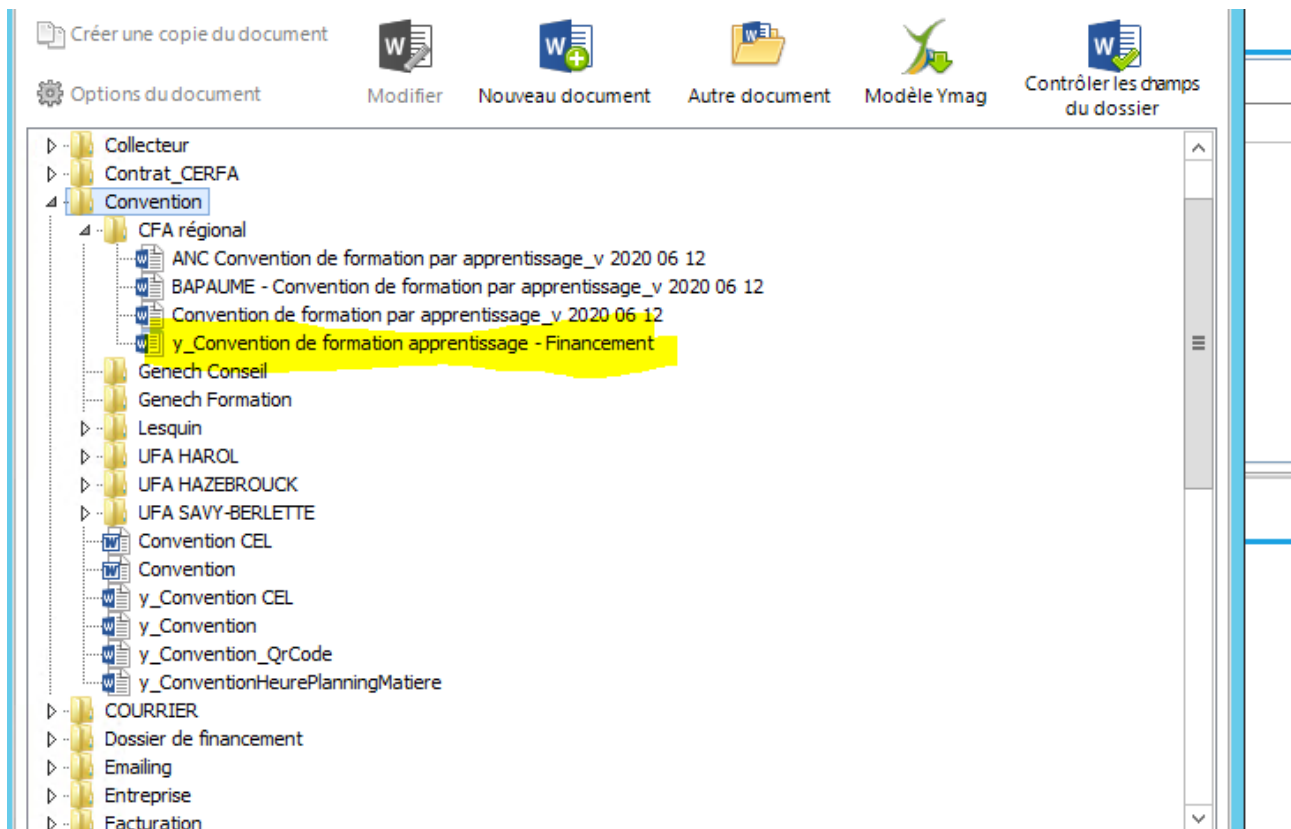 Créer une copie du document
Options du document
Modifier
Nouveau document
Autre document
Modèle Ymag
Contrôler les champs
du dossier
Collecteur
Contrat_CERFA
Convention
CFA régional
ANC Convention de formation par apprentissage_v 2020 06 12
BAPAUME - Convention de formation par apprentissage_v 2020 06 12
Convention de formation par apprentissage_v 2020 06 12
y_Convention de formation apprentissage - Financement
Genech Conseil
Genech Formation
Lesquin
UFA HAROL
UFA HAZEBROUCK
UFA SAVY-BERLETTE
Convention CEL
Convention
y_Convention CEL
y_Convention
y_Convention_QrCode
y_ConventionHeurePlanningMatiere
COURRIER
Dossier de financement
Emailing
Entreprise
Facturation